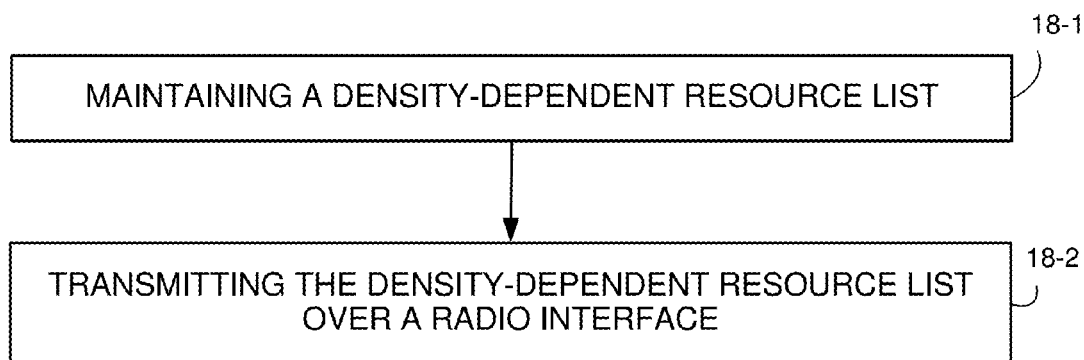 18-1
MAINTAINING A DENSITY-DEPENDENT RESOURCE LIST
18-2
TRANSMITTING THE DENSITY-DEPENDENT RESOURCE LIST
OVER A RADIO INTERFACE